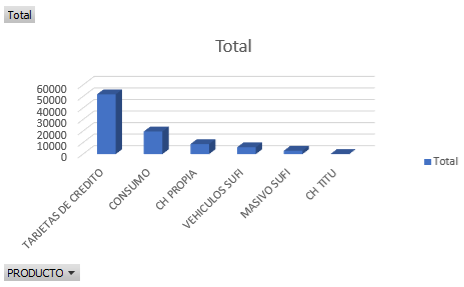 Total
Total
60000
50000
40000
30000
20000
10000
0
TARJETAS DE CREDITO
CONSUMO
CH PROPIA
VEHICULOS SUFI
MASIVO SUFI
CH TITU
Total
PRODUCTO